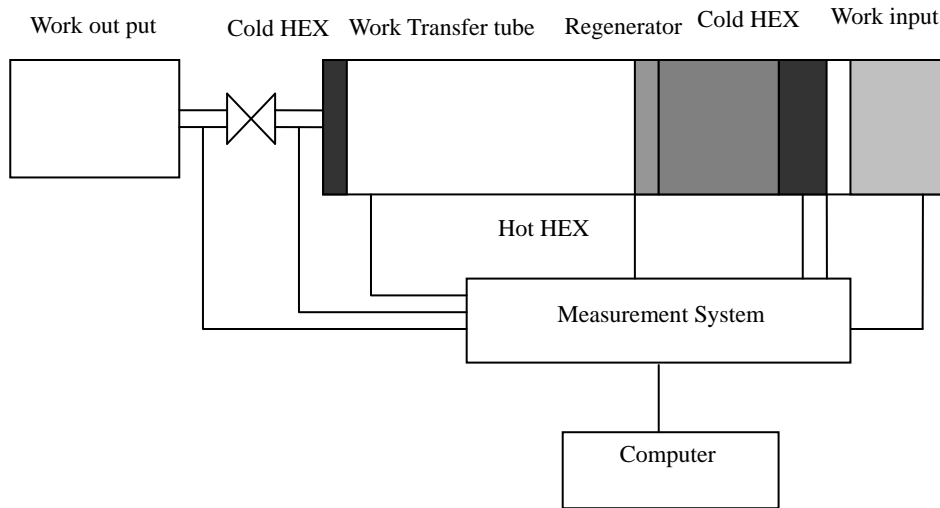 Work out put
Cold HEX
Work Transfer tube
Regenerator
Cold HEX
Work input
Hot HEX
Measurement System
Computer